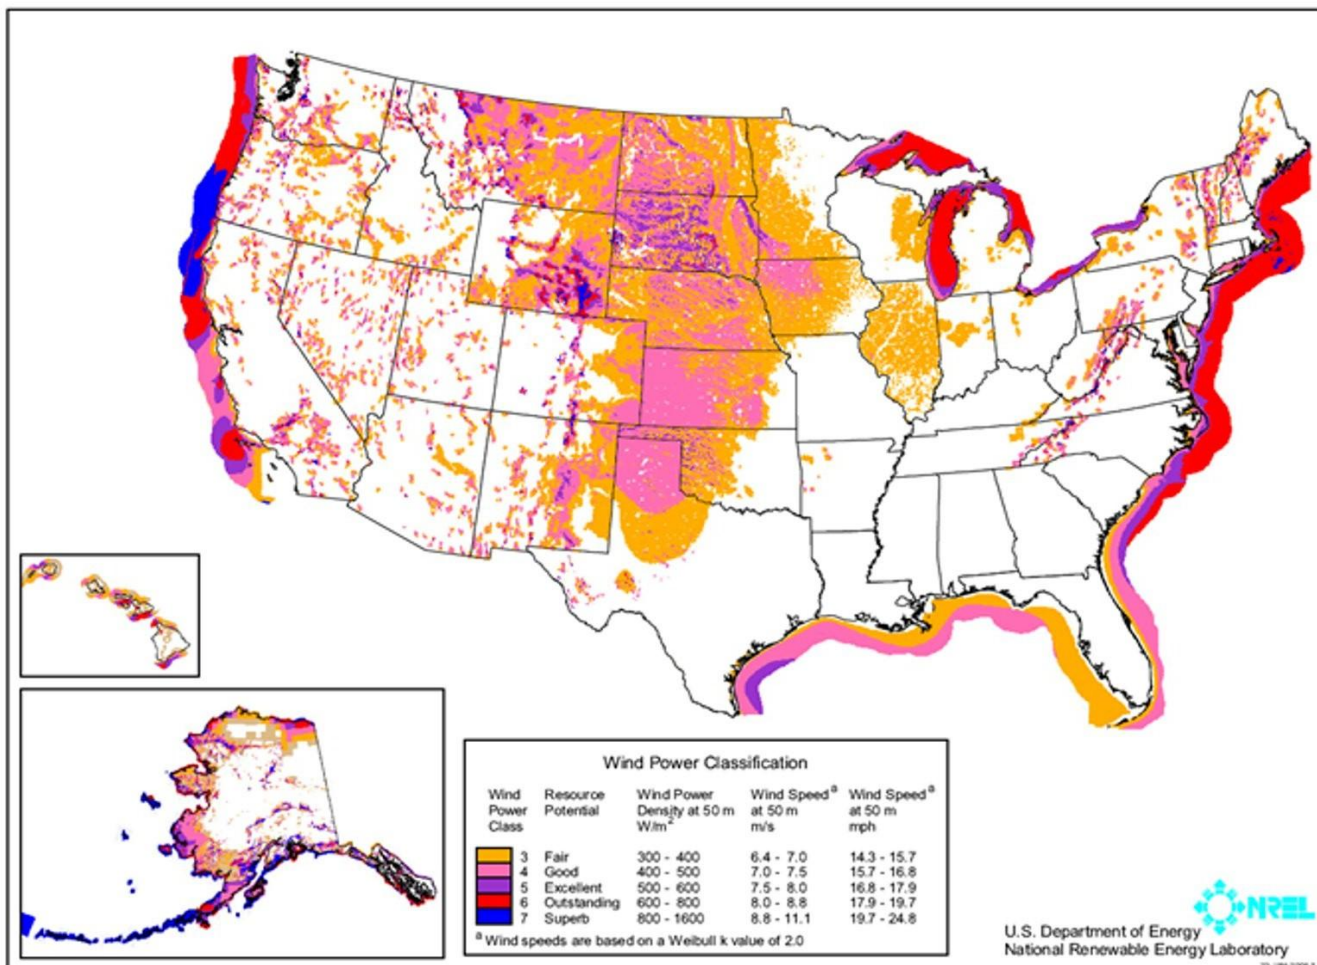 Wind Power Classification
Wind Power Class Resource Potential Wind Power Density at 50 m W/m² Wind Speed a at 50 m m/s Wind Speed a at 50 m mph
3 Fair 300 - 400 6.4 - 7.0 14.3 - 15.7
4 Good 400 - 500 7.0 - 7.5 15.7 - 16.8
5 Excellent 500 - 600 7.5 - 8.0 16.8 - 17.9
6 Outstanding 600 - 800 8.0 - 8.8 17.9 - 19.7
7 Superb 800 - 1600 8.8 - 11.1 19.7 - 24.8
a Wind speeds are based on a Weibull k value of 2.0
NREL
U.S. Department of Energy
National Renewable Energy Laboratory